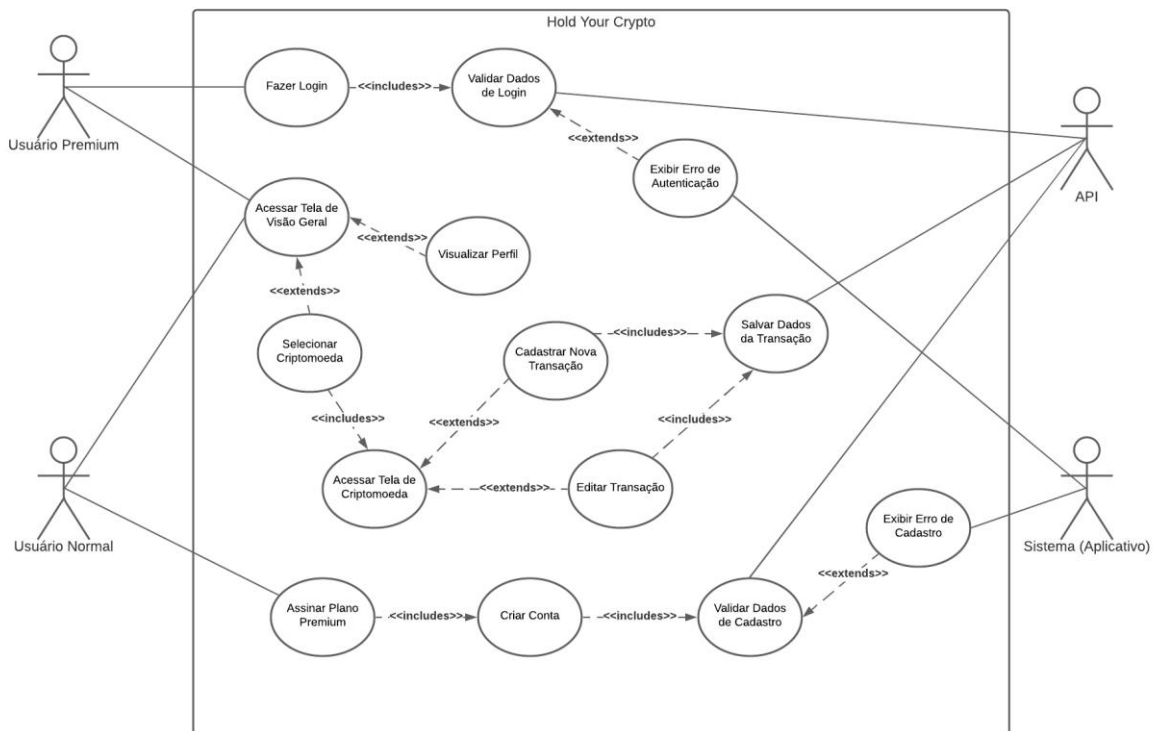 Hold Your Crypto
Fazer Login
<<includes>>
Validar Dados
de Login
Usuário Premium
<<extends>>
Exibir Erro de
Autenticação
API
Acessar Tela de
Visão Geral
<<extends>>
Visualizar Perfil
<<extends>>
Selecionar
Criptomoeda
Cadastrar Nova
Transação
<<includes>>
Salvar Dados
da Transação
<<includes>>
<<extends>>
<<includes>>
Acessar Tela de
Criptomoeda
<<extends>>
Editar Transação
Usuário Normal
Exibir Erro de
Cadastro
Sistema (Aplicativo)
<<extends>>
Assinar Plano
Premium
<<includes>>
Criar Conta
<<includes>>
Validar Dados
de Cadastro